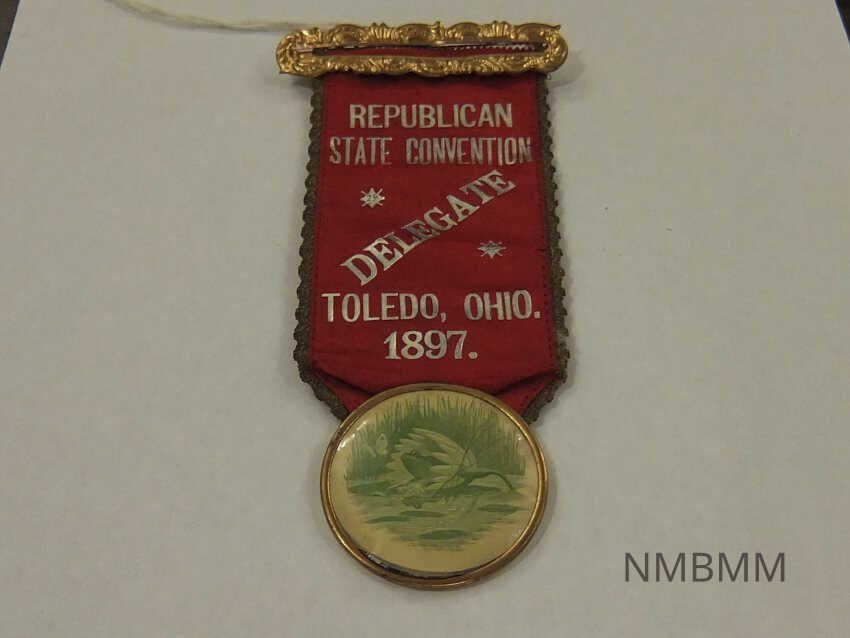 REPUBLICAN
STATE CONVENTION
DELEGATE
TOLEDO, OHIO.
1897.
NMBMM